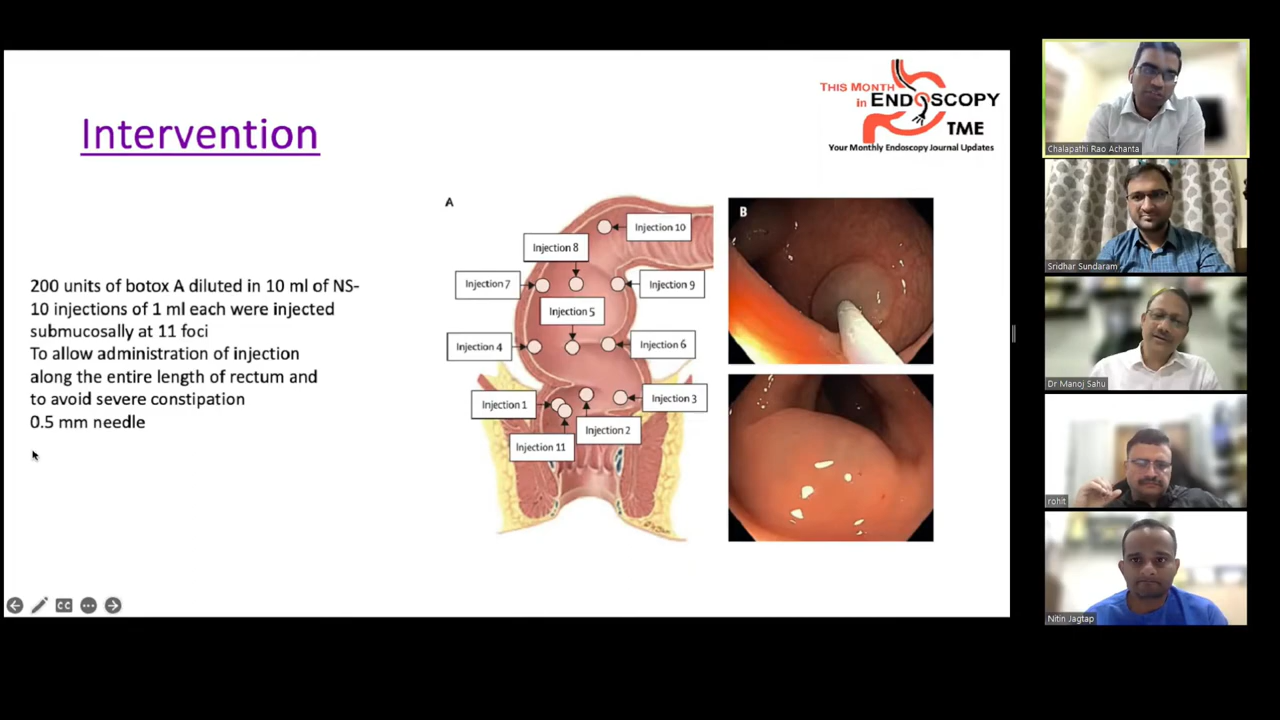 This Month
in ENDOSCOPY
TME
Your Monthly Endoscopy Journal Updates
Intervention
200 units of botox A diluted in 10 ml of NS-
10 injections of 1 ml each were injected
submucosally at 11 foci
To allow administration of injection
along the entire length of rectum and
to avoid severe constipation
0.5 mm needle
A
Injection 10
Injection 8
Injection 7
Injection 9
Injection 5
Injection 4
Injection 6
Injection 1
Injection 3
Injection 2
Injection 11
B
CC
Chalapathi Rao Achanta
Sridhar Sundaram
Dr Manoj Sahu
rohit
Nitin Jagtap